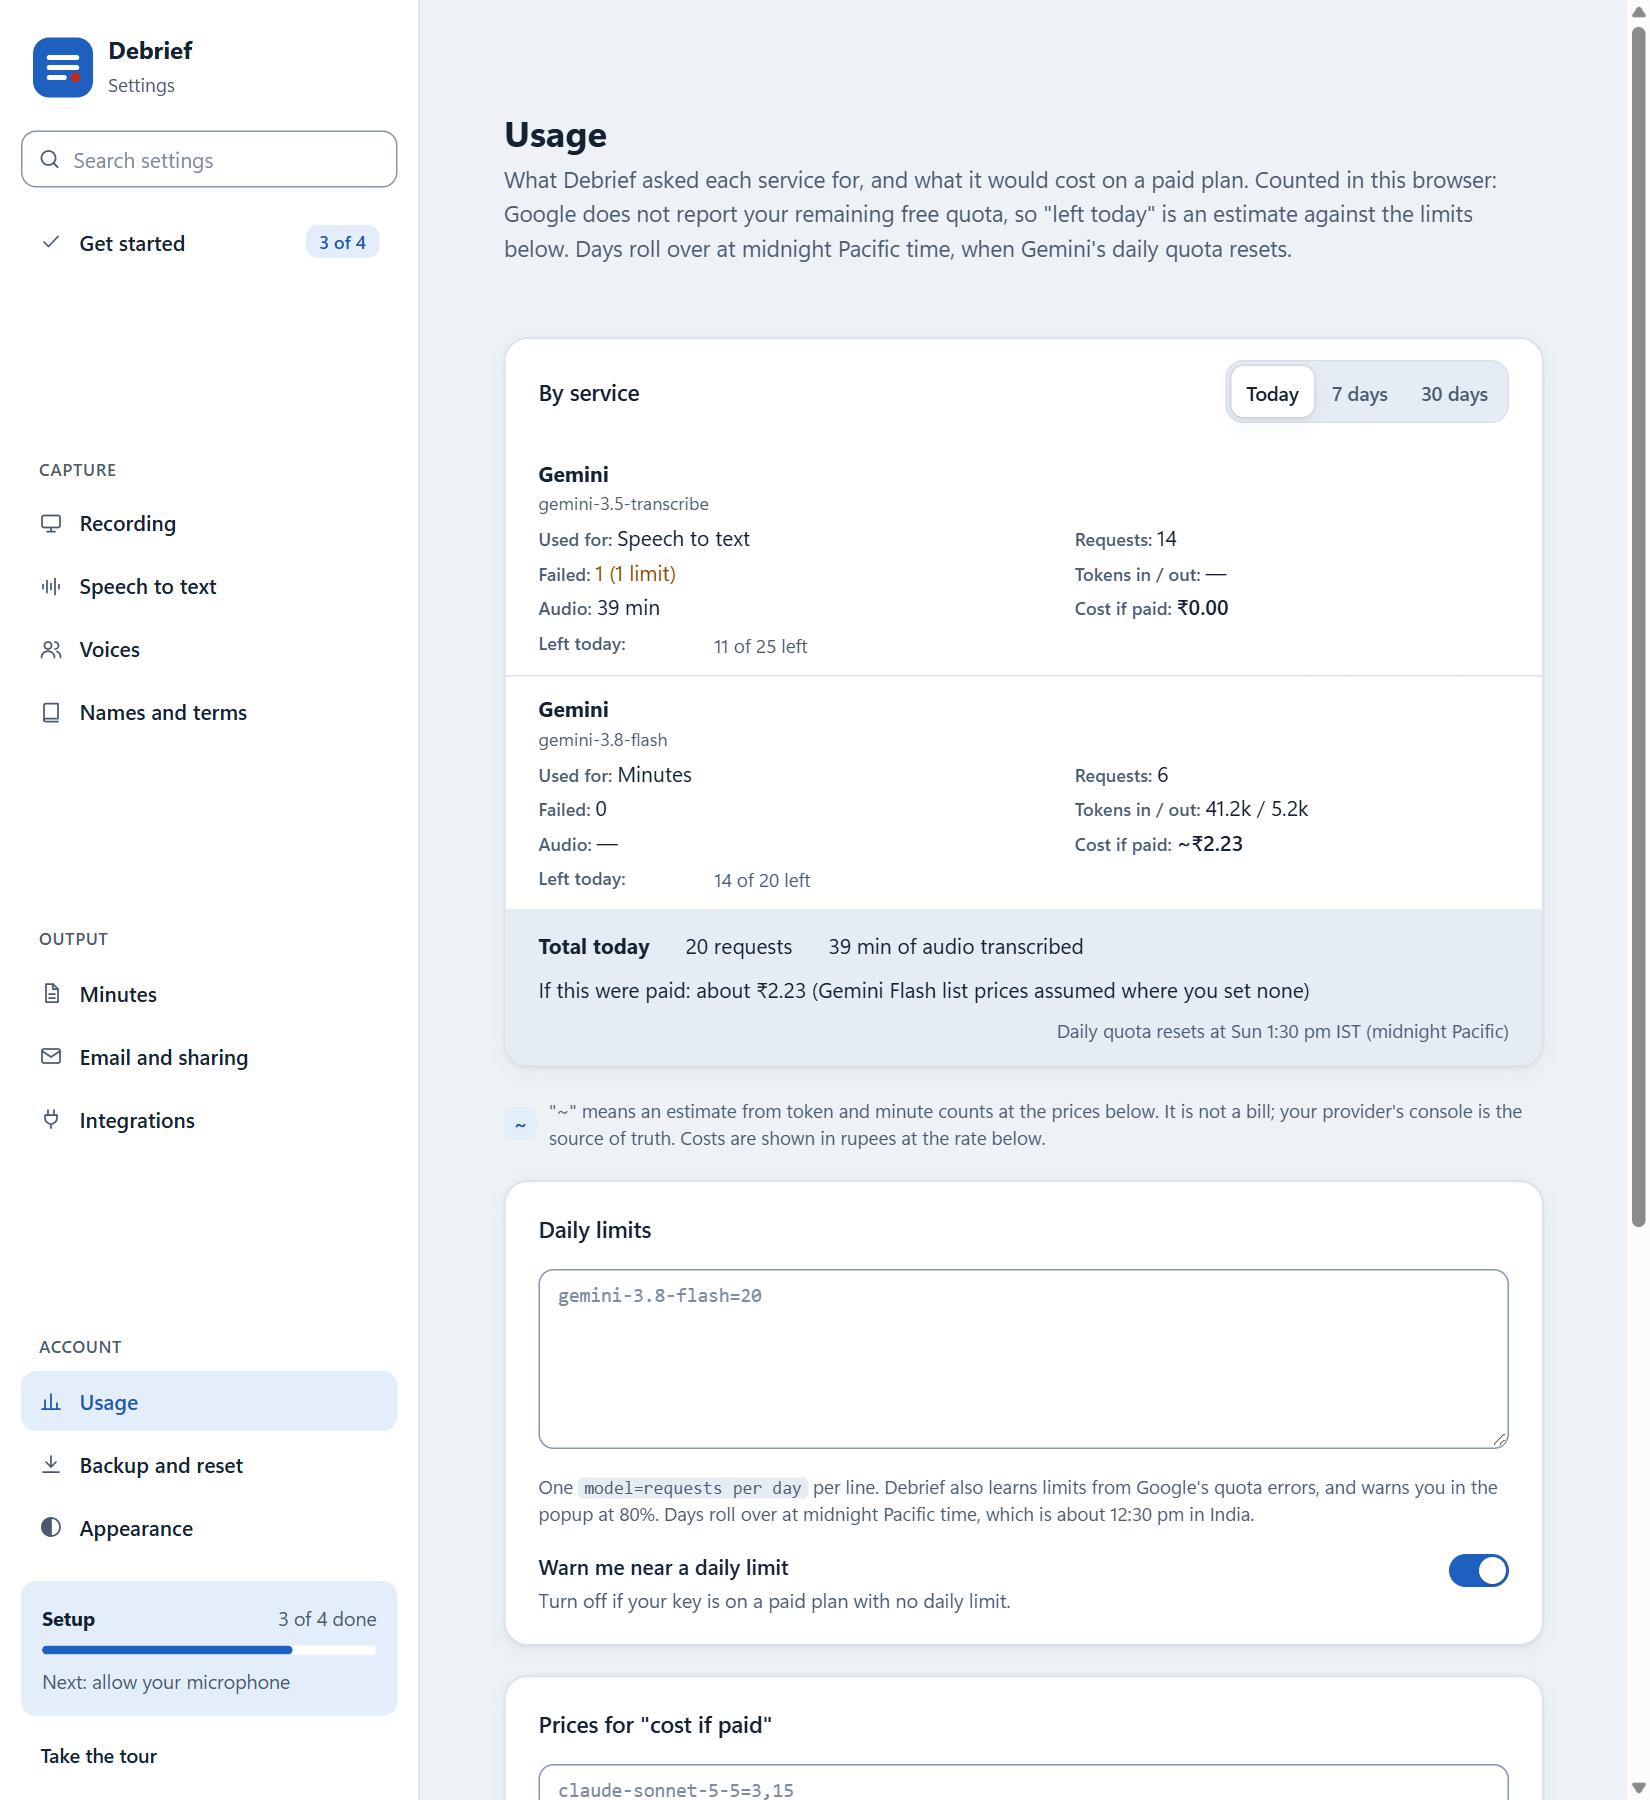 Debrief
Settings
Search settings
Get started
3 of 4
CAPTURE
Recording
Speech to text
Voices
Names and terms
OUTPUT
Minutes
Email and sharing
Integrations
ACCOUNT
Usage
Backup and reset
Appearance
Setup
3 of 4 done
Next: allow your microphone
Take the tour
Usage
What Debrief asked each service for, and what it would cost on a paid plan. Counted in this browser:
Google does not report your remaining free quota, so "left today" is an estimate against the limits
below. Days roll over at midnight Pacific time, when Gemini's daily quota resets.
By service
Today 7 days 30 days
Gemini
gemini-3.5-transcribe
Used for: Speech to text
Requests: 14
Failed: 1 (1 limit)
Tokens in / out: —
Audio: 39 min
Cost if paid: ₹0.00
Left today: 11 of 25 left
Gemini
gemini-3.8-flash
Used for: Minutes
Requests: 6
Failed: 0
Tokens in / out: 41.2k / 5.2k
Audio: —
Cost if paid: ~₹2.23
Left today: 14 of 20 left
Total today 20 requests 39 min of audio transcribed
If this were paid: about ₹2.23 (Gemini Flash list prices assumed where you set none)
Daily quota resets at Sun 1:30 pm IST (midnight Pacific)
~
"~" means an estimate from token and minute counts at the prices below. It is not a bill; your provider's console is the
source of truth. Costs are shown in rupees at the rate below.
Daily limits
gemini-3.8-flash=20
One model=requests per day per line. Debrief also learns limits from Google's quota errors, and warns you in the
popup at 80%. Days roll over at midnight Pacific time, which is about 12:30 pm in India.
Warn me near a daily limit
Turn off if your key is on a paid plan with no daily limit.
Prices for "cost if paid"
claude-sonnet-5-5=3,15